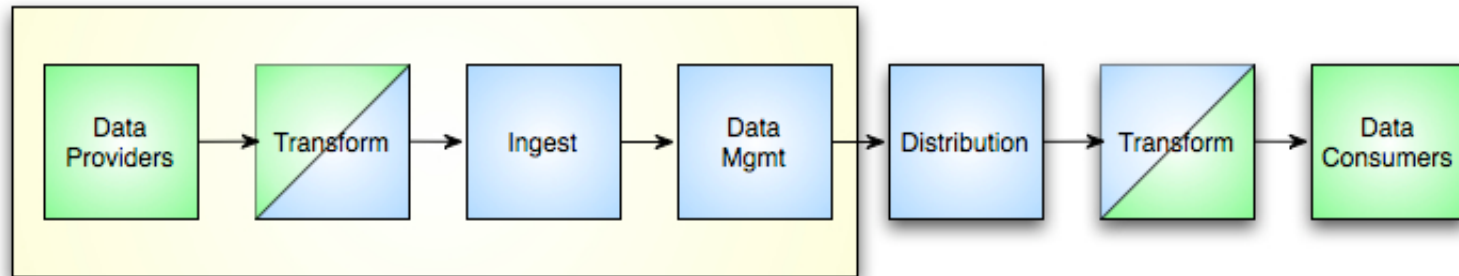 Data
Providers
Transform
Ingest
Data
Mgmt
Distribution
Transform
Data
Consumers